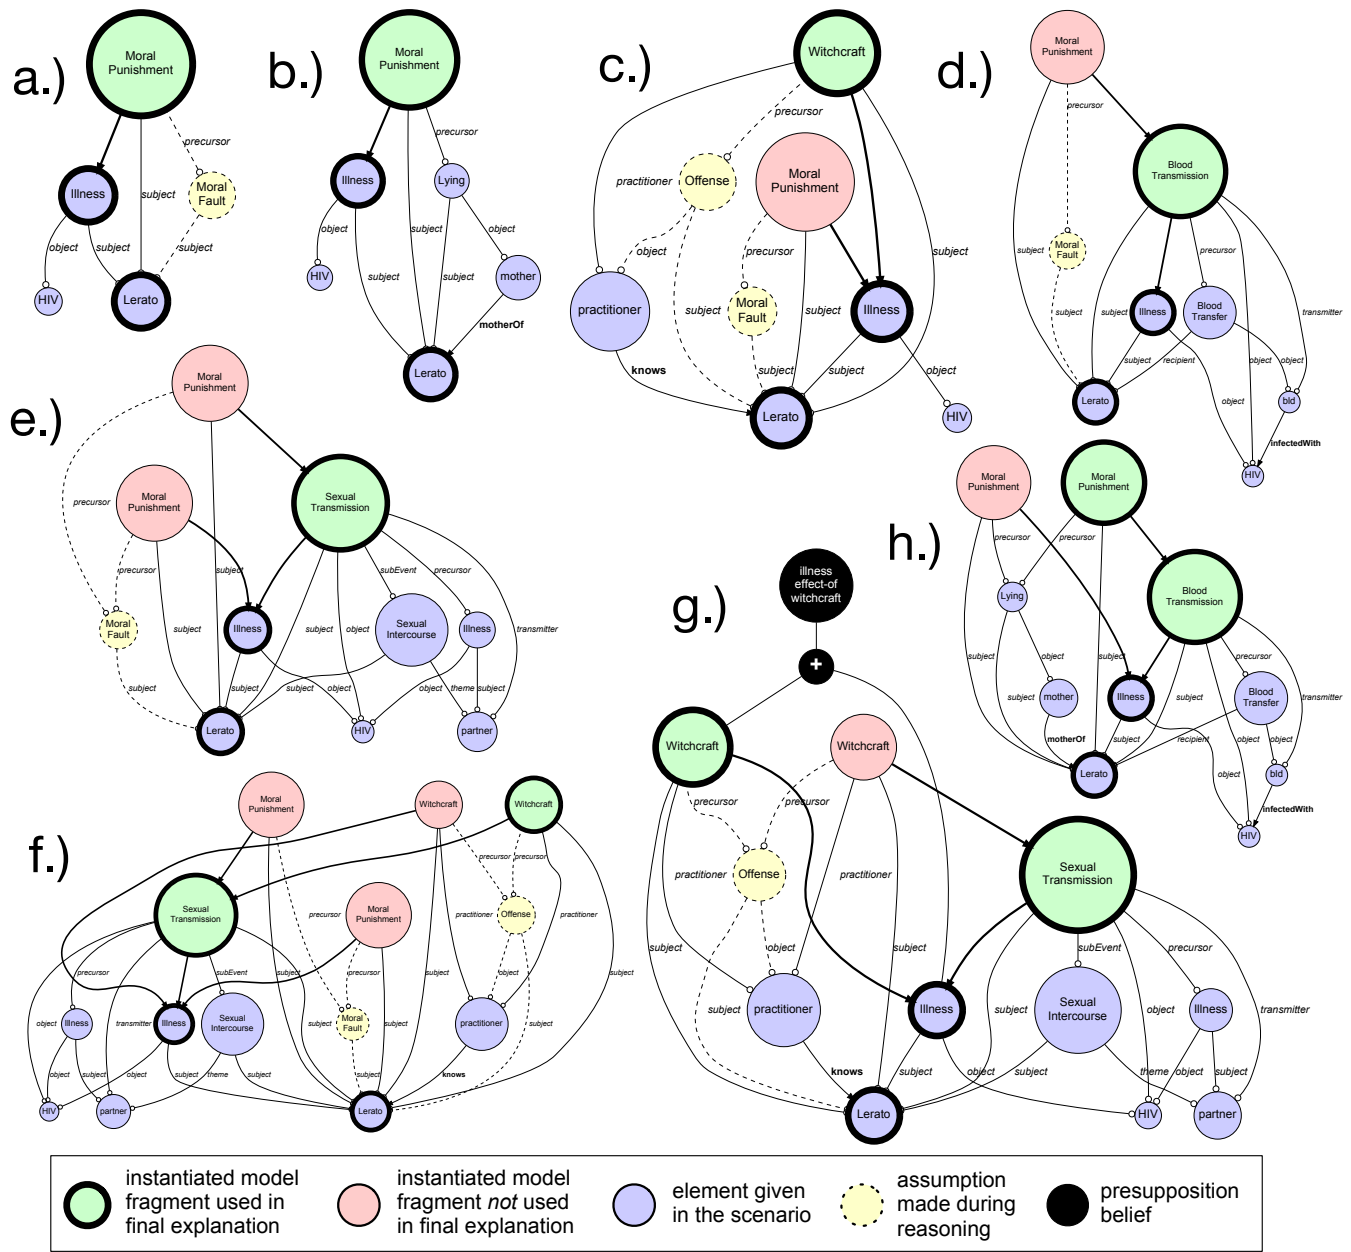 a.)
Moral
Punishment
precursor
Illness
Moral
Fault
subject
object
subject
subject
HIV
Lerato
b.)
Moral
Punishment
precursor
Illness
Lying
object
subject
object
subject
subject
HIV
mother
motherOf
Lerato
c.)
Witchcraft
precursor
Offense
Moral
Punishment
practitioner
object
precursor
subject
practitioner
subject
Moral
Fault
subject
Illness
knows
subject
subject
object
Lerato
HIV
d.)
Moral
Punishment
precursor
Blood
Transmission
subject
Moral
Fault
precursor
subject
subject
Illness
Blood
Transfer
transmitter
subject
recipient
object
object
Lerato
object
bld
infectedWith
HIV
e.)
Moral
Punishment
precursor
Moral
Punishment
Sexual
Transmission
precursor
subject
subEvent
precursor
Moral
Fault
subject
Illness
subject
object
Sexual
Intercourse
Illness
transmitter
subject
subject
subject
object
object
theme
subject
Lerato
HIV
partner
f.)
Moral
Punishment
Witchcraft
Witchcraft
precursor
precursor
Sexual
Transmission
precursor
Moral
Punishment
practitioner
Offense
practitioner
precursor
subEvent
subject
precursor
subject
object
subject
object
Illness
transmitter
Illness
Sexual
Intercourse
subject
Moral
Fault
subject
practitioner
subject
object
subject
object
subject
theme
subject
subject
knows
HIV
partner
Lerato
g.)
illness
effect-of
witchcraft
+
Witchcraft
Witchcraft
precursor
precursor
practitioner
Offense
practitioner
Sexual
Transmission
subject
object
subject
subEvent
precursor
subject
practitioner
Illness
subject
Sexual
Intercourse
object
Illness
transmitter
knows
subject
object
subject
theme
object
subject
Lerato
HIV
partner
h.)
Moral
Punishment
Moral
Punishment
precursor
precursor
Lying
Blood
Transmission
subject
object
subject
precursor
subject
mother
Illness
subject
Blood
Transfer
transmitter
motherOf
subject
recipient
object
object
Lerato
object
bld
infectedWith
HIV
instantiated model
fragment used in
final explanation
instantiated model
fragment not used
in final explanation
element given
in the scenario
assumption
made during
reasoning
presupposition
belief